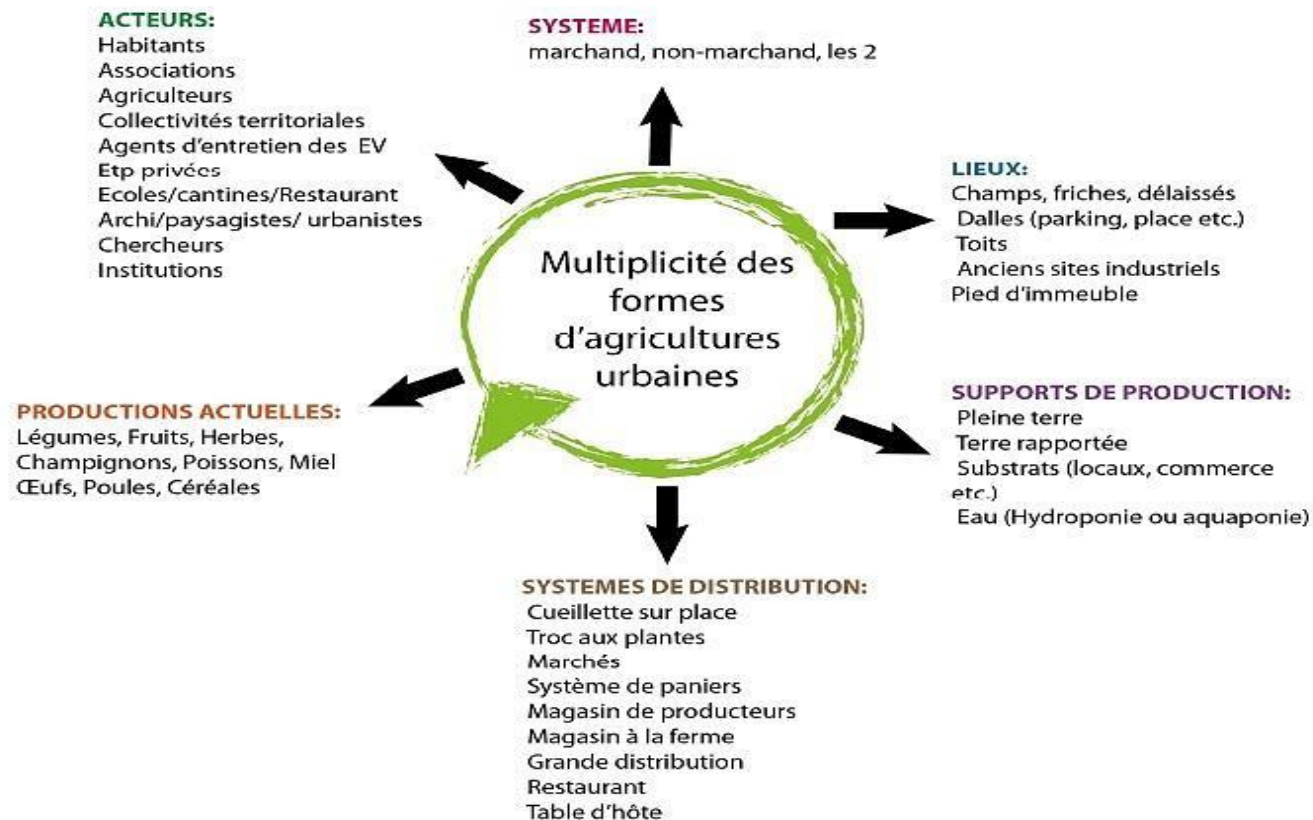 ACTEURS:
Habitants
Associations
Agriculteurs
Collectivités territoriales
Agents d'entretien des EV
Etp privées
Ecoles/cantines/Restaurant
Archi/paysagistes/ urbanistes
Chercheurs
Institutions
SYSTEME:
marchand, non-marchand, les 2
LIEUX:
Champs, friches, délaissés
Dalles (parking, place etc.)
Toits
Anciens sites industriels
Pied d'immeuble
Multiplicité des
formes
d'agricultures
urbaines
PRODUCTIONS ACTUELLES:
Légumes, Fruits, Herbes,
Champignons, Poissons, Miel
Œufs, Poules, Céréales
SUPPORTS DE PRODUCTION:
Pleine terre
Terre rapportée
Substrats (locaux, commerce
etc.)
Eau (Hydroponie ou aquaponie)
SYSTEMES DE DISTRIBUTION:
Cueillette sur place
Troc aux plantes
Marchés
Système de paniers
Magasin de producteurs
Magasin à la ferme
Grande distribution
Restaurant
Table d'hôte